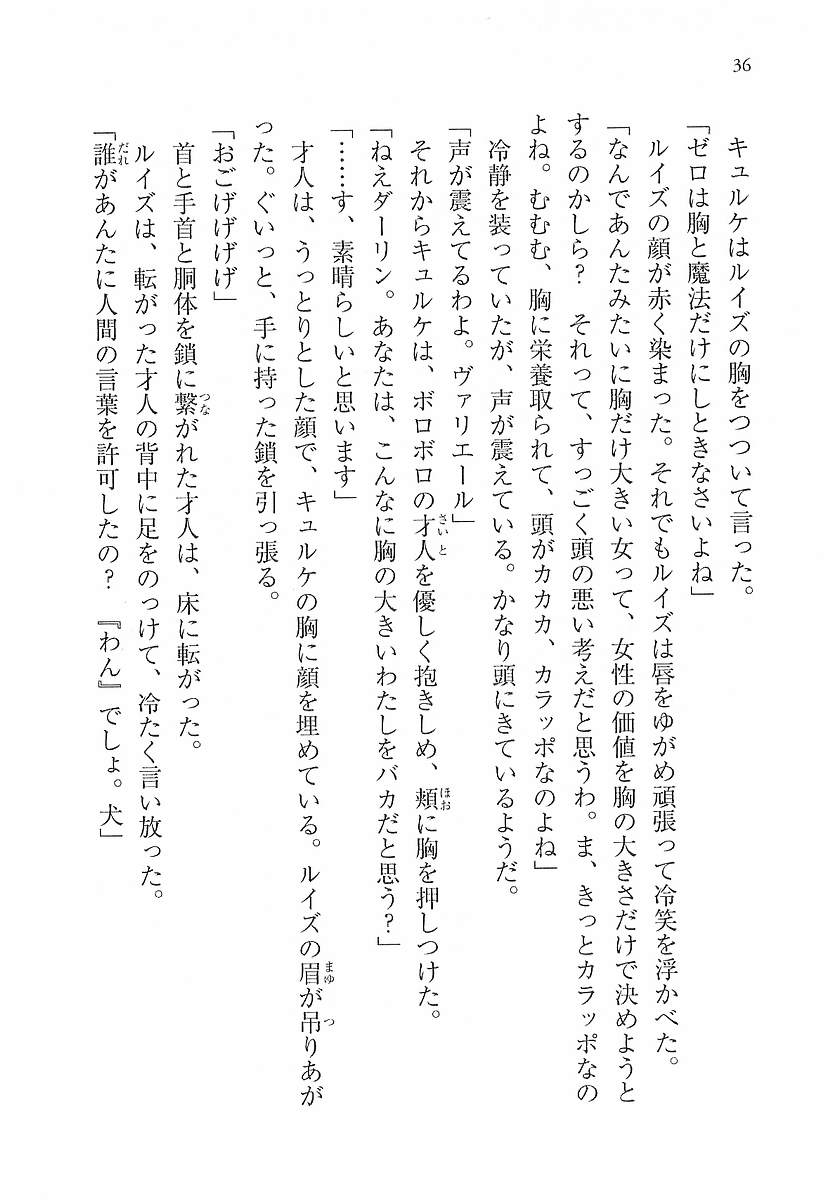 36
キュルケはルイズの胸をつついて言った。
「ゼロは胸と魔法だけにしときなさいよね」
ルイズの顔が赤く染まった。それでもルイズは唇をゆがめ頑張って冷笑を浮かべた。
「なんであんたみたいに胸だけ大きい女って、女性の価値を胸の大きさだけで決めようと
するのかしら？　それって、すっごく頭の悪い考えだと思うわ。ま、きっとカラッポなの
よね。むむむ、胸に栄養取られて、頭がカカカ、カラッポなのよね」
冷静を装っていたが、声が震えている。かなり頭にきているようだ。
「声が震えてるわよ。ヴァリエール」
それからキュルケは、ボロボロの才人を優しく抱きしめ、頬に胸を押しつけた。
「ねえダーリン。あなたは、こんなに胸の大きいわたしをバカだと思う？」
「……す、素晴らしいと思います」
才人は、うっとりとした顔で、キュルケの胸に顔を埋めている。ルイズの眉が吊りあが
った。ぐいっと、手に持った鎖を引っ張る。
「おごげげげげ」
首と手首と胴体を鎖に繋がれた才人は、床に転がった。
ルイズは、転がった才人の背中に足をのっけて、冷たく言い放った。
「誰があんたに人間の言葉を許可したの？　『わん』でしょ。犬」